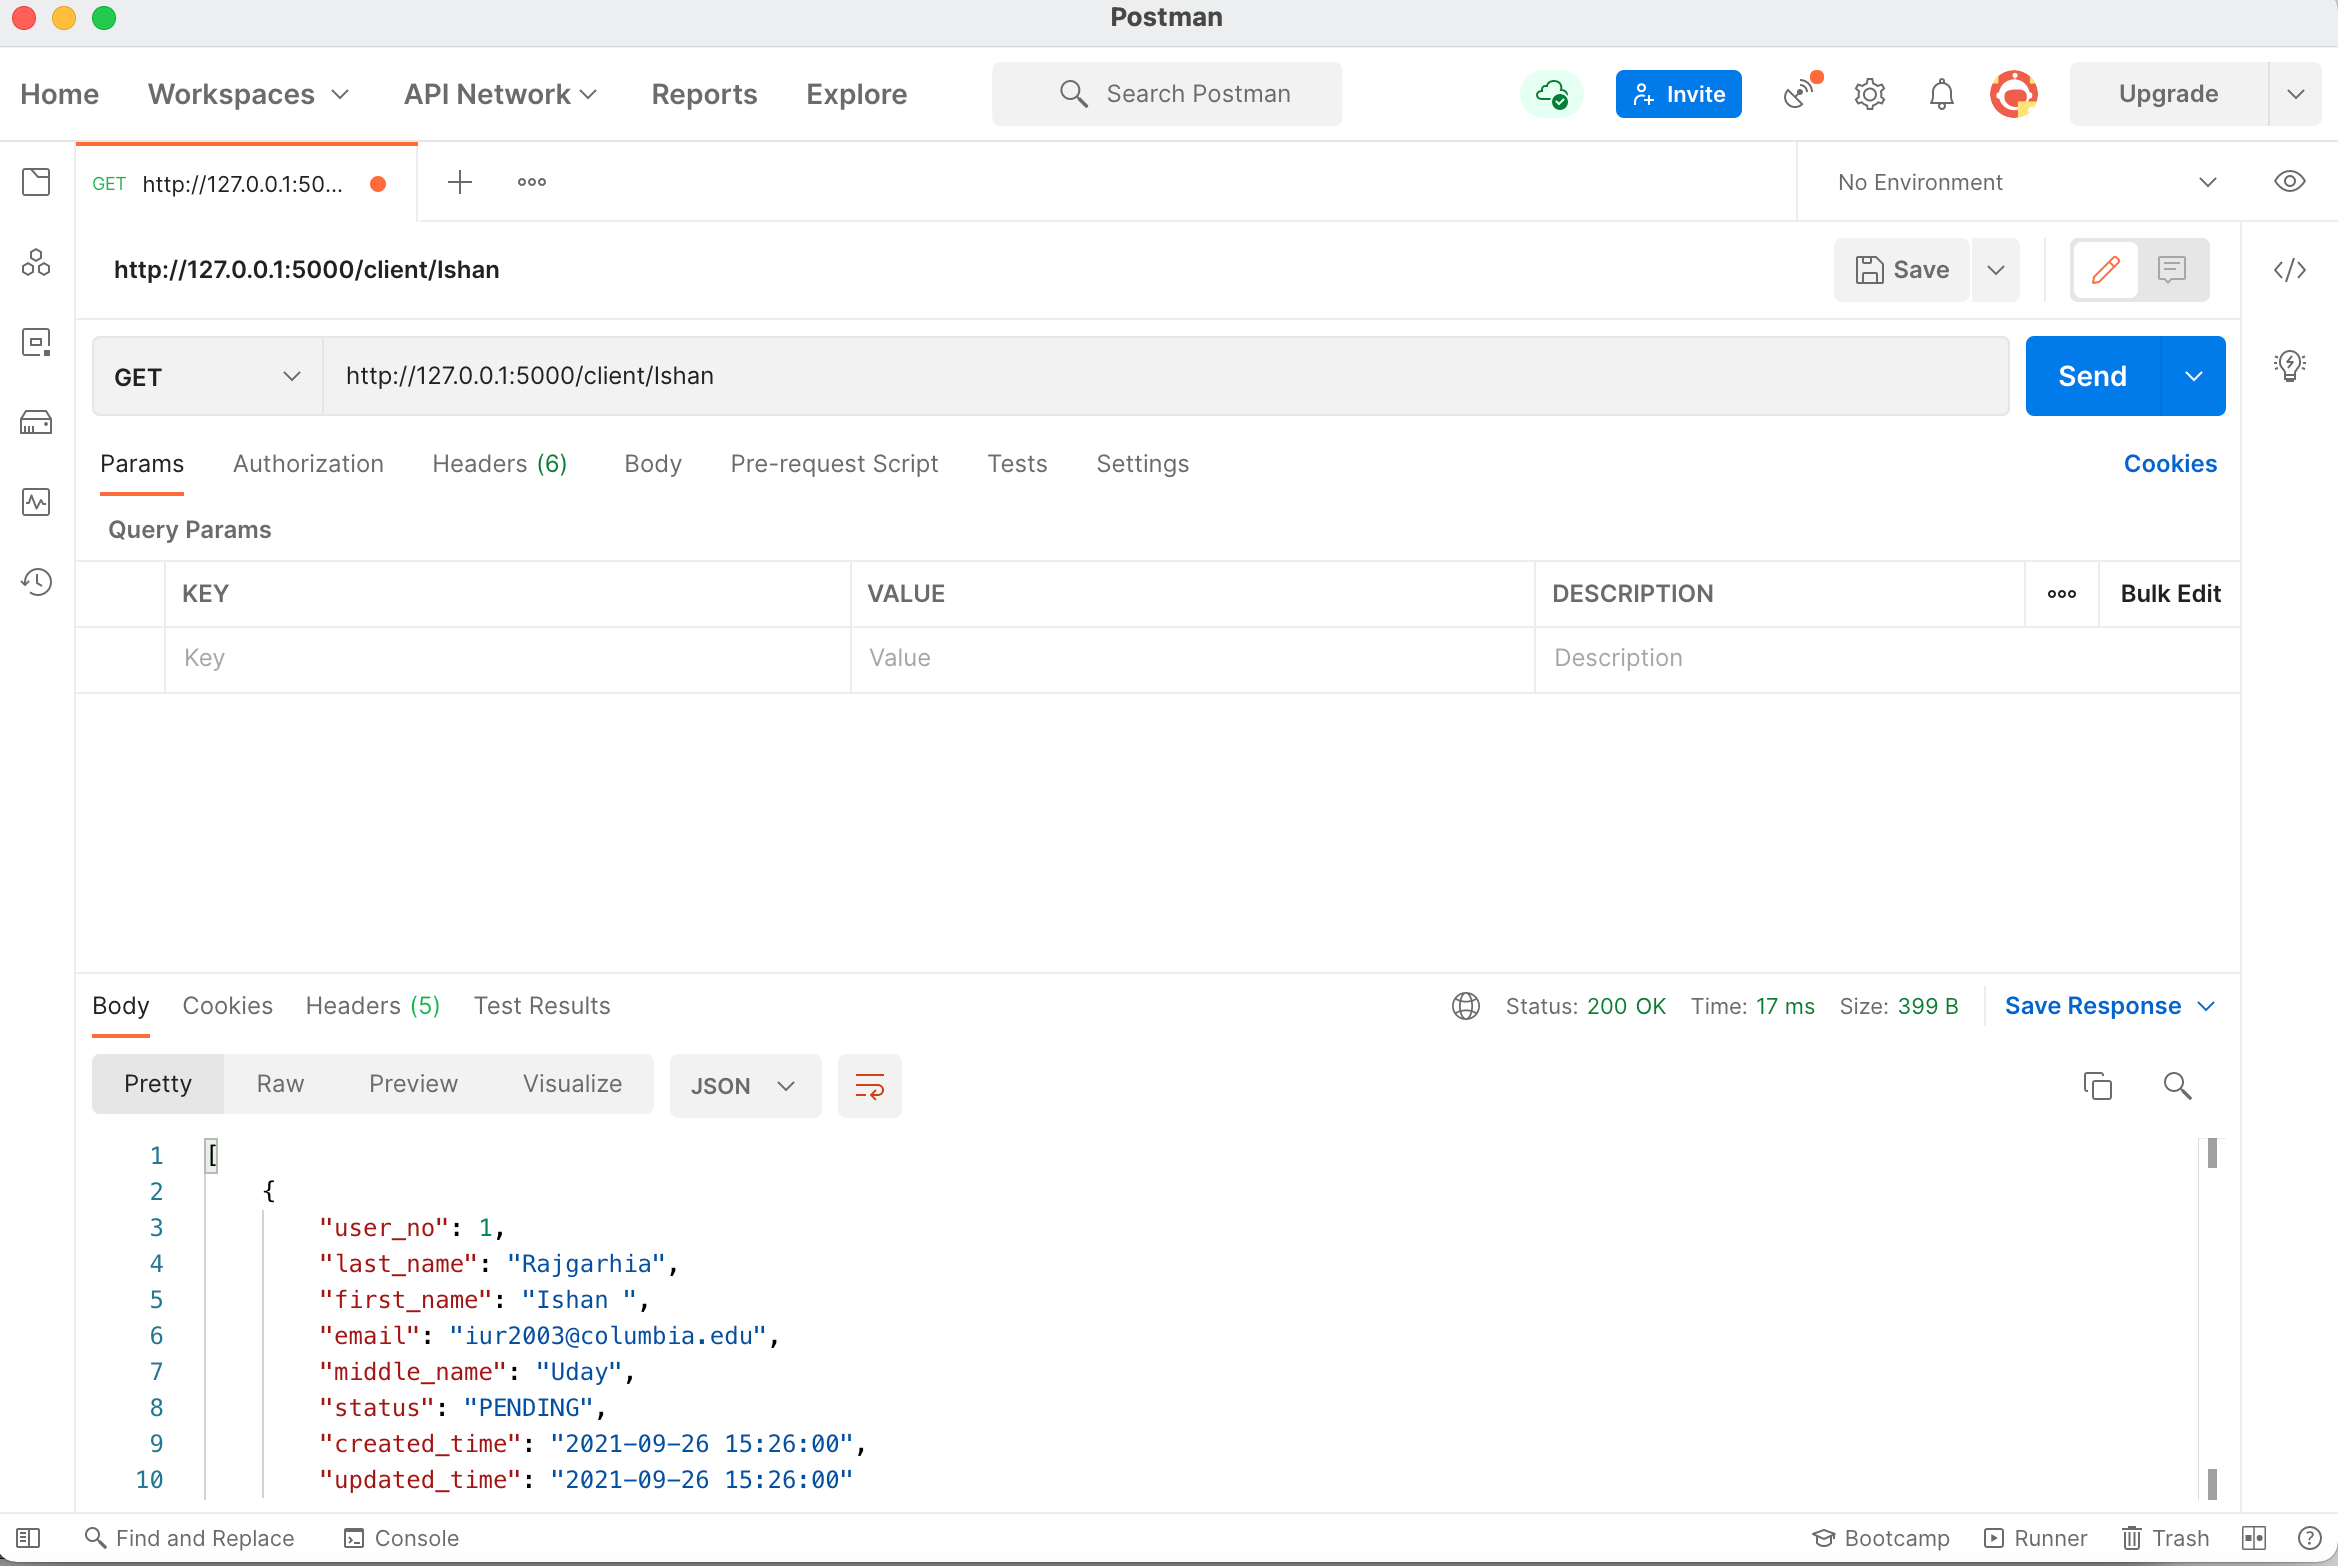 Postman
Home Workspaces API Network Reports Explore Search Postman Invite Upgrade
GET http://127.0.0.1:50... No Environment
http://127.0.0.1:5000/client/Ishan Save
GET http://127.0.0.1:5000/client/Ishan Send
Params Authorization Headers (6) Body Pre-request Script Tests Settings Cookies
Query Params
KEY VALUE DESCRIPTION Bulk Edit
Key Value Description
Body Cookies Headers (5) Test Results Status: 200 OK Time: 17 ms Size: 399 B Save Response
Pretty Raw Preview Visualize JSON
1 [
2 {
3 "user_no": 1,
4 "last_name": "Rajgarhia",
5 "first_name": "Ishan ",
6 "email": "iur2003@columbia.edu",
7 "middle_name": "Uday",
8 "status": "PENDING",
9 "created_time": "2021-09-26 15:26:00",
10 "updated_time": "2021-09-26 15:26:00"
Find and Replace Console Bootcamp Runner Trash